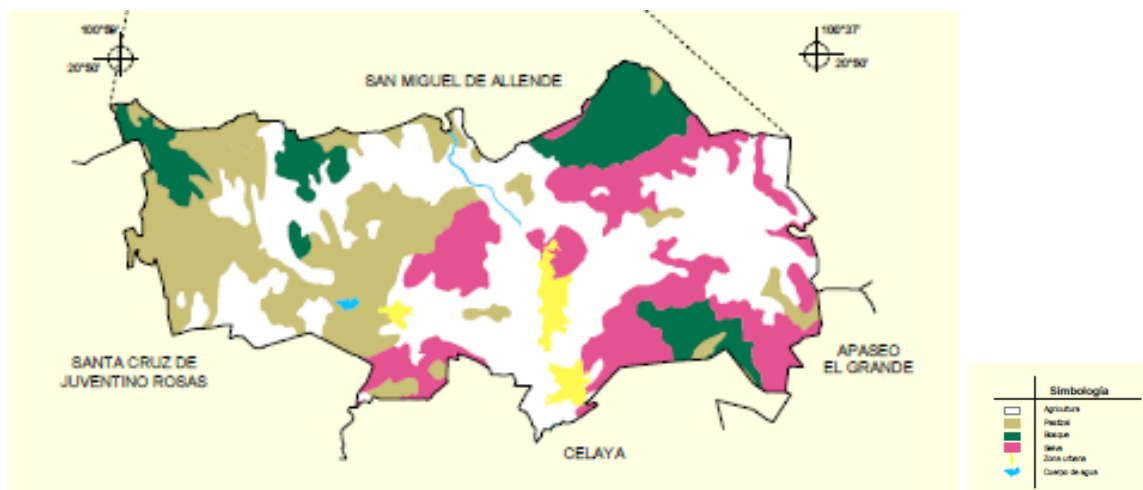 100°59'
20°50'
100°37'
20°50'
SAN MIGUEL DE ALLENDE
SANTA CRUZ DE
JUVENTINO ROSAS
APASEO
EL GRANDE
CELAYA
Simbología
Agricultura
Pastizal
Bosque
Selva
Zona urbana
Cuerpo de agua